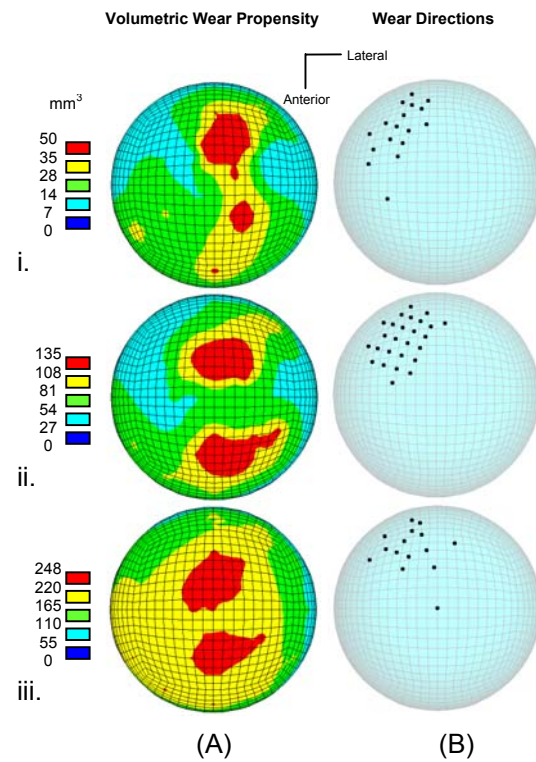 Volumetric Wear Propensity
Wear Directions
Lateral
Anterior
mm³
50
35
28
14
7
0
i.
135
108
81
54
27
0
ii.
248
220
165
110
55
0
iii.
(A)
(B)